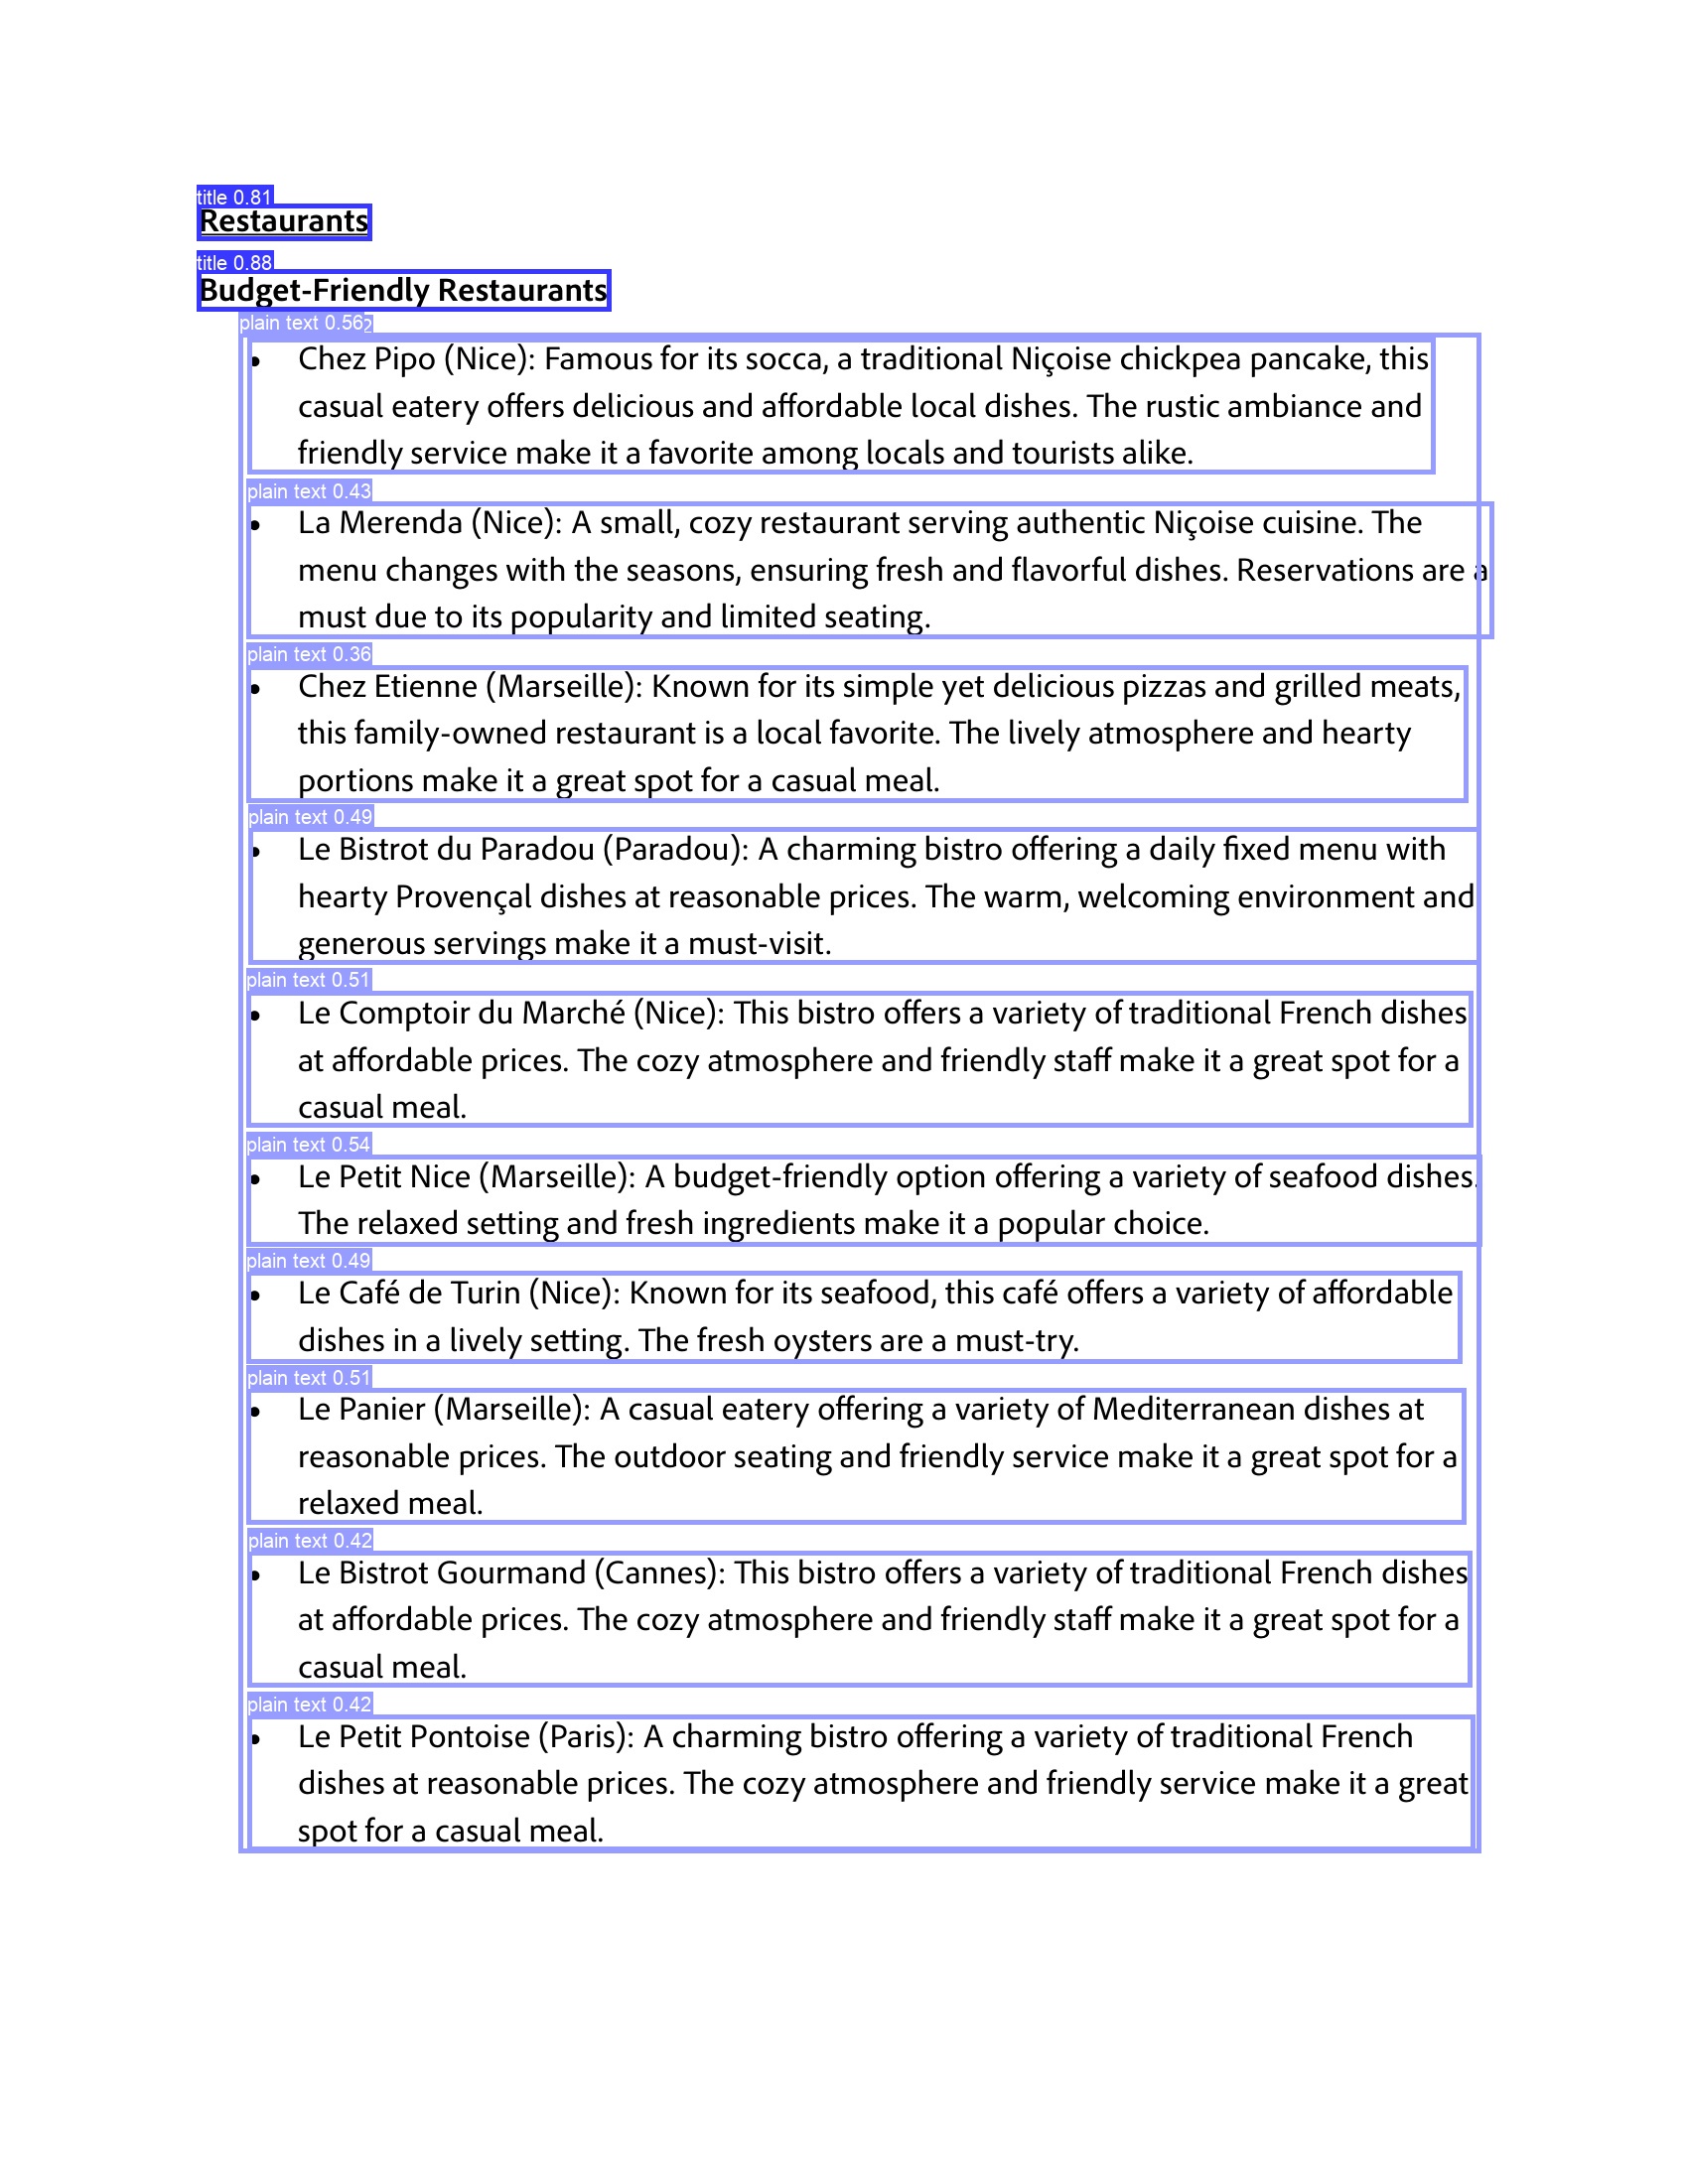 title 0.81
Restaurants
title 0.88
Budget-Friendly Restaurants
plain text 0.56
• Chez Pipo (Nice): Famous for its socca, a traditional Niçoise chickpea pancake, this
casual eatery offers delicious and affordable local dishes. The rustic ambiance and
friendly service make it a favorite among locals and tourists alike.
plain text 0.43
• La Merenda (Nice): A small, cozy restaurant serving authentic Niçoise cuisine. The
menu changes with the seasons, ensuring fresh and flavorful dishes. Reservations are a
must due to its popularity and limited seating.
plain text 0.36
• Chez Etienne (Marseille): Known for its simple yet delicious pizzas and grilled meats,
this family-owned restaurant is a local favorite. The lively atmosphere and hearty
portions make it a great spot for a casual meal.
plain text 0.49
• Le Bistrot du Paradou (Paradou): A charming bistro offering a daily fixed menu with
hearty Provençal dishes at reasonable prices. The warm, welcoming environment and
generous servings make it a must-visit.
plain text 0.51
• Le Comptoir du Marché (Nice): This bistro offers a variety of traditional French dishes
at affordable prices. The cozy atmosphere and friendly staff make it a great spot for a
casual meal.
plain text 0.54
• Le Petit Nice (Marseille): A budget-friendly option offering a variety of seafood dishes.
The relaxed setting and fresh ingredients make it a popular choice.
plain text 0.49
• Le Café de Turin (Nice): Known for its seafood, this café offers a variety of affordable
dishes in a lively setting. The fresh oysters are a must-try.
plain text 0.51
• Le Panier (Marseille): A casual eatery offering a variety of Mediterranean dishes at
reasonable prices. The outdoor seating and friendly service make it a great spot for a
relaxed meal.
plain text 0.42
• Le Bistrot Gourmand (Cannes): This bistro offers a variety of traditional French dishes
at affordable prices. The cozy atmosphere and friendly staff make it a great spot for a
casual meal.
plain text 0.42
• Le Petit Pontoise (Paris): A charming bistro offering a variety of traditional French
dishes at reasonable prices. The cozy atmosphere and friendly service make it a great
spot for a casual meal.